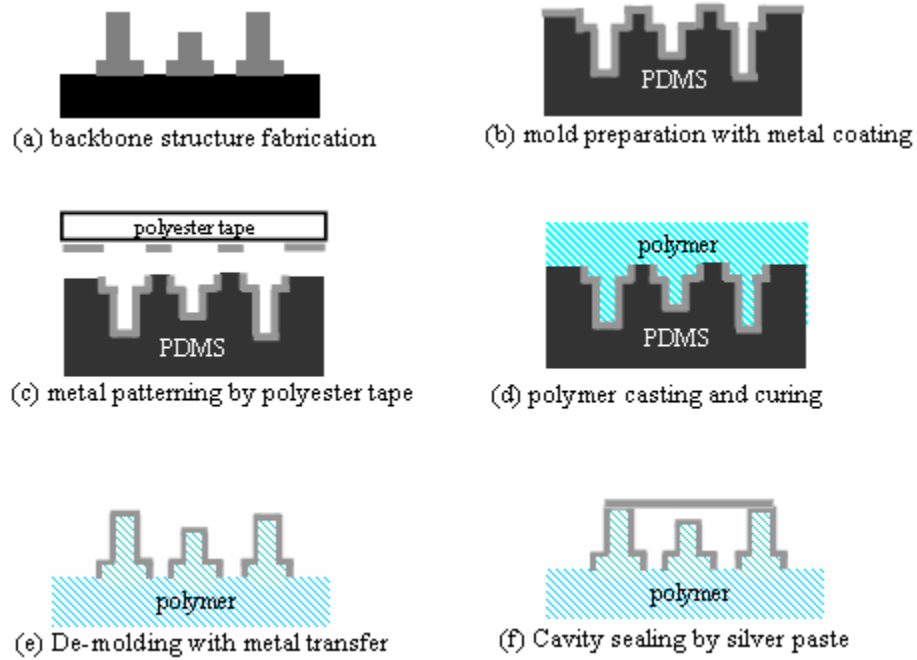 (a) backbone structure fabrication
PDMS
(b) mold preparation with metal coating
polyester tape
PDMS
(c) metal patterning by polyester tape
polymer
PDMS
(d) polymer casting and curing
polymer
(e) De-molding with metal transfer
polymer
(f) Cavity sealing by silver paste